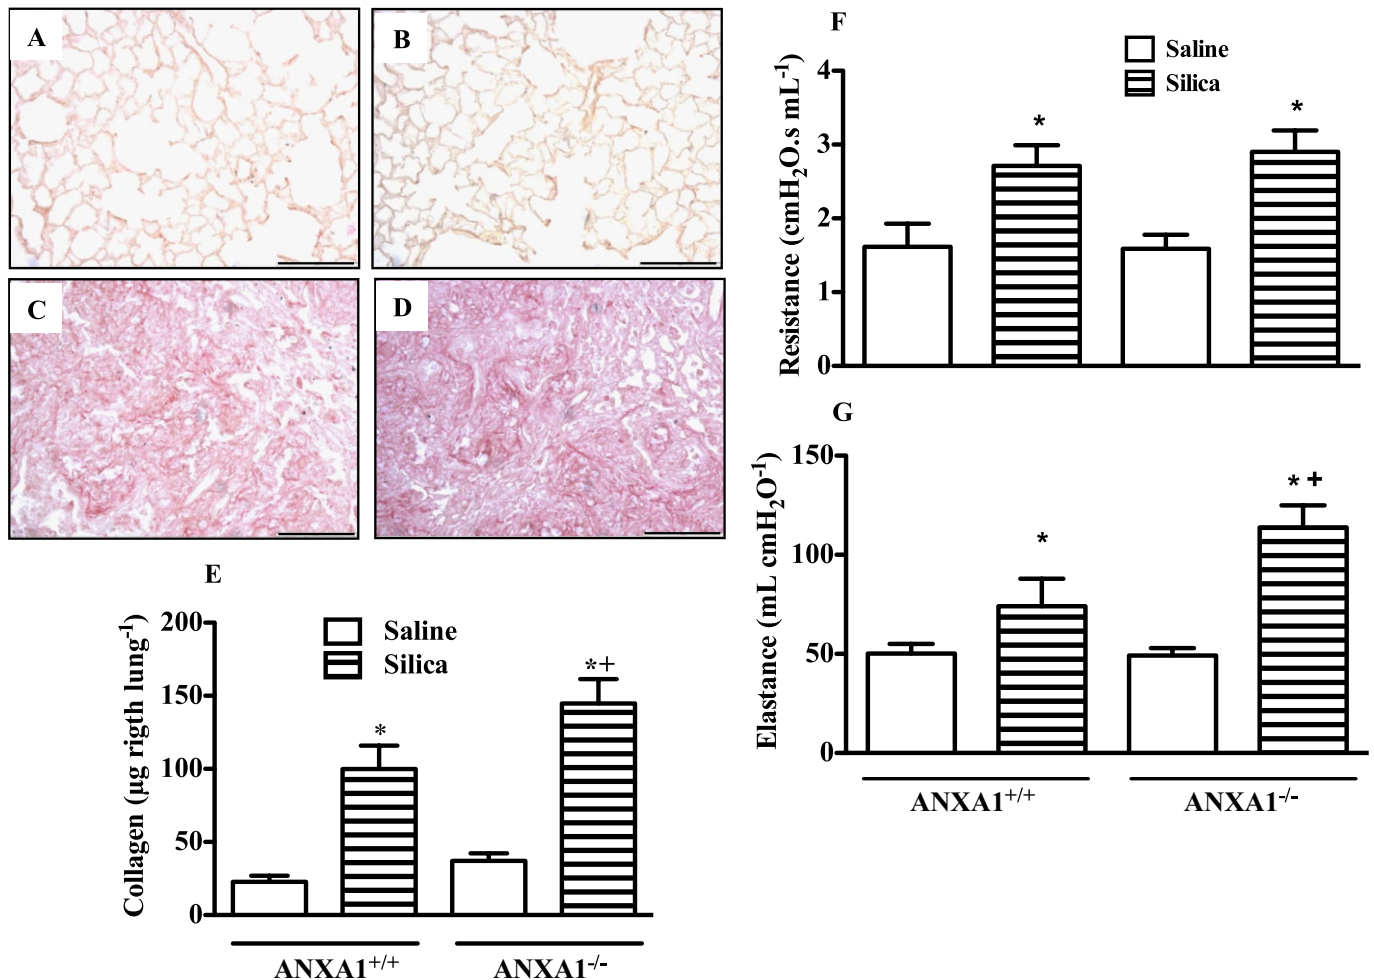 A
B
C
D
E
200
150
100
50
0
Collagen (μg rigth lung⁻¹)
Saline
Silica
*
*+
ANXA1⁺/⁺
ANXA1⁻/⁻
F
Saline
Silica
4
3
2
1
0
Resistance (cmH₂O.s mL⁻¹)
*
*
G
150
100
50
0
Elastance (mL cmH₂O⁻¹)
*
* +
ANXA1⁺/⁺
ANXA1⁻/⁻